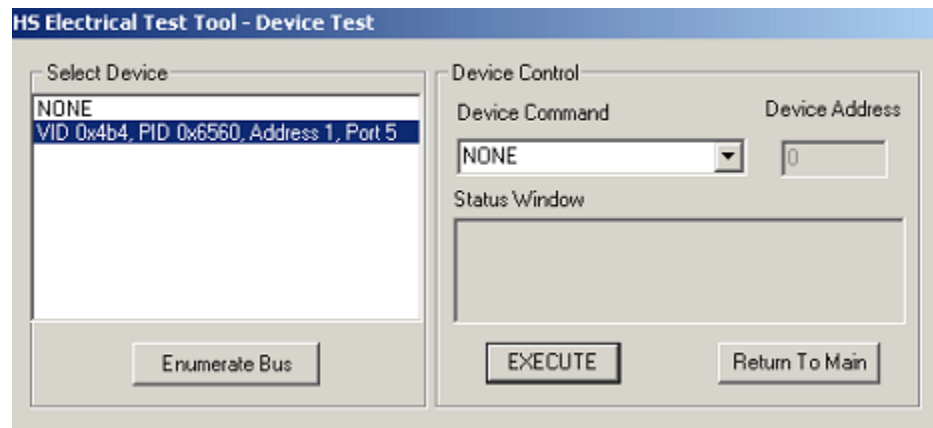 HS Electrical Test Tool - Device Test
Select Device
NONE
VID 0x4b4, PID 0x6560, Address 1, Port 5
Enumerate Bus
Device Control
Device Command
Device Address
NONE
0
Status Window
EXECUTE
Return To Main